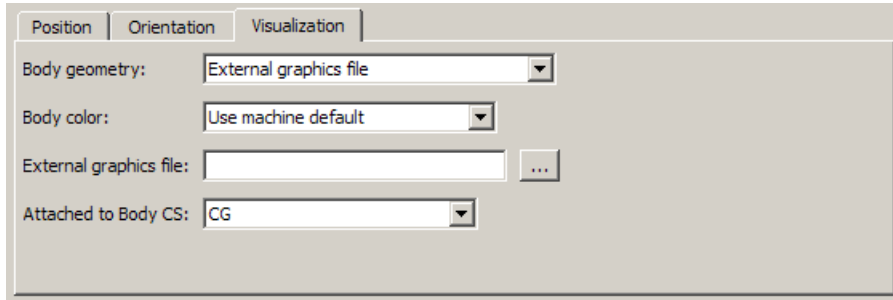 Position Orientation Visualization
Body geometry: External graphics file
Body color: Use machine default
External graphics file: ...
Attached to Body CS: CG